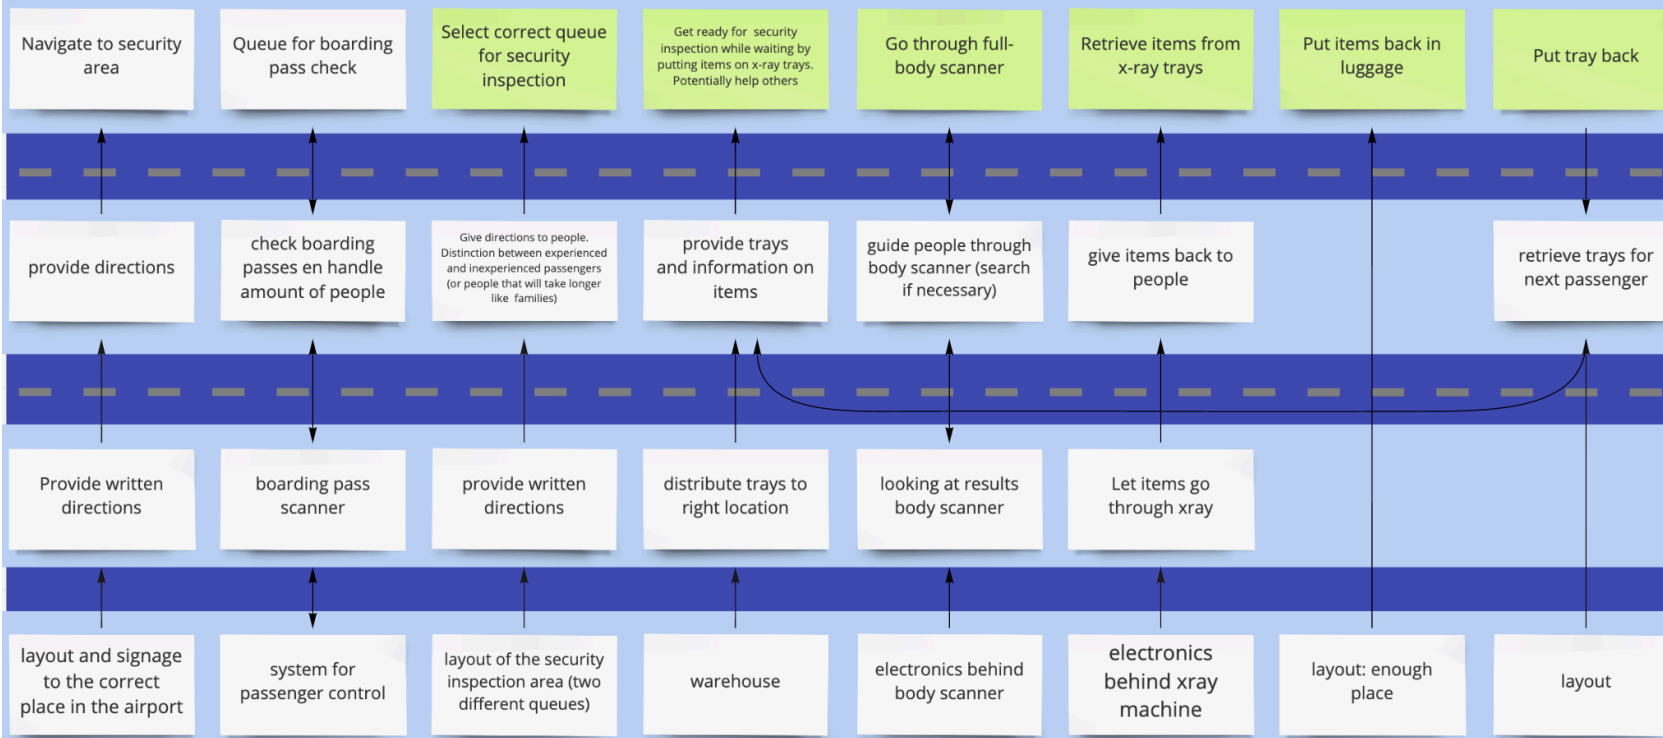 Navigate to security
area
Queue for boarding
pass check
Select correct queue
for security
inspection
Get ready for security
inspection while waiting by
putting items on x-ray trays.
Potentially help others
Go through full-
body scanner
Retrieve items from
x-ray trays
Put items back in
luggage
Put tray back
provide directions
check boarding
passes en handle
amount of people
Give directions to people.
Distinction between experienced
and inexperienced passengers
(or people that will take longer
like families)
provide trays
and information on
items
guide people through
body scanner (search
if necessary)
give items back to
people
retrieve trays for
next passenger
Provide written
directions
boarding pass
scanner
provide written
directions
distribute trays to
right location
looking at results
body scanner
Let items go
through xray
layout and signage
to the correct
place in the airport
system for
passenger control
layout of the security
inspection area (two
different queues)
warehouse
electronics behind
body scanner
electronics
behind xray
machine
layout: enough
place
layout